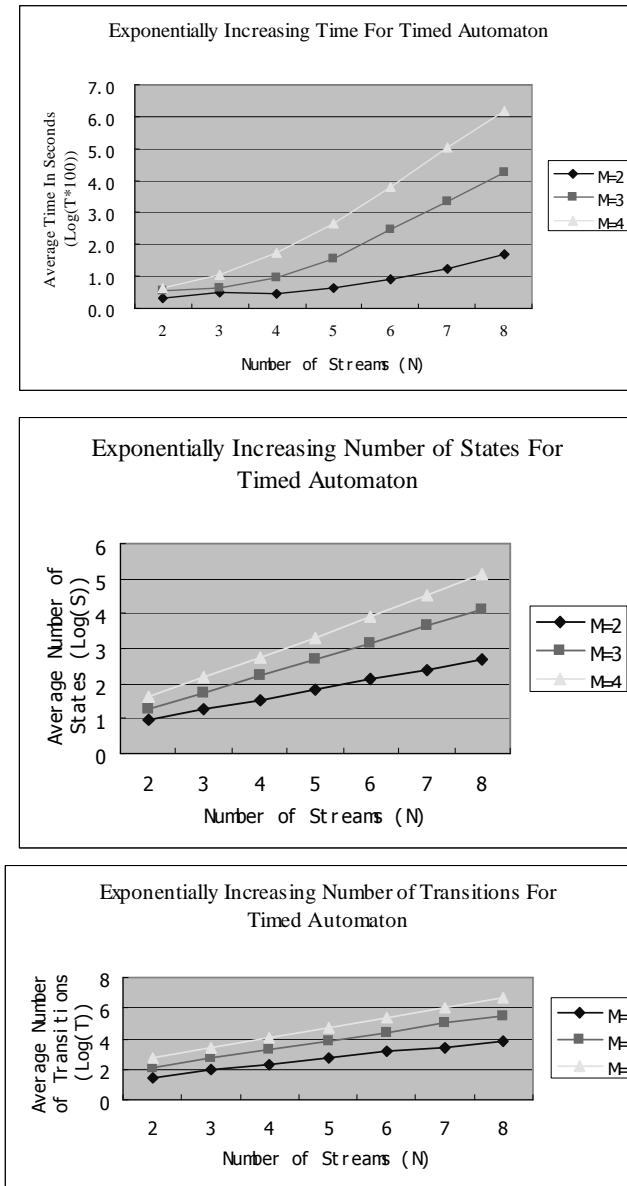 Exponentially Increasing Time For Timed Automaton
Average Time In Seconds
(Log(T*100))
7.0
6.0
5.0
4.0
3.0
2.0
1.0
0.0
2 3 4 5 6 7 8
Number of Streams (N)
M=2
M=3
M=4
Exponentially Increasing Number of States For
Timed Automaton
Average Number of
States (Log(S))
6
5
4
3
2
1
0
2 3 4 5 6 7 8
Number of Streams (N)
M=2
M=3
M=4
Exponentially Increasing Number of Transitions For
Timed Automaton
Average Number
of Transitions
(Log(T))
8
6
4
2
0
2 3 4 5 6 7 8
Number of Streams (N)
M=
M=
M=